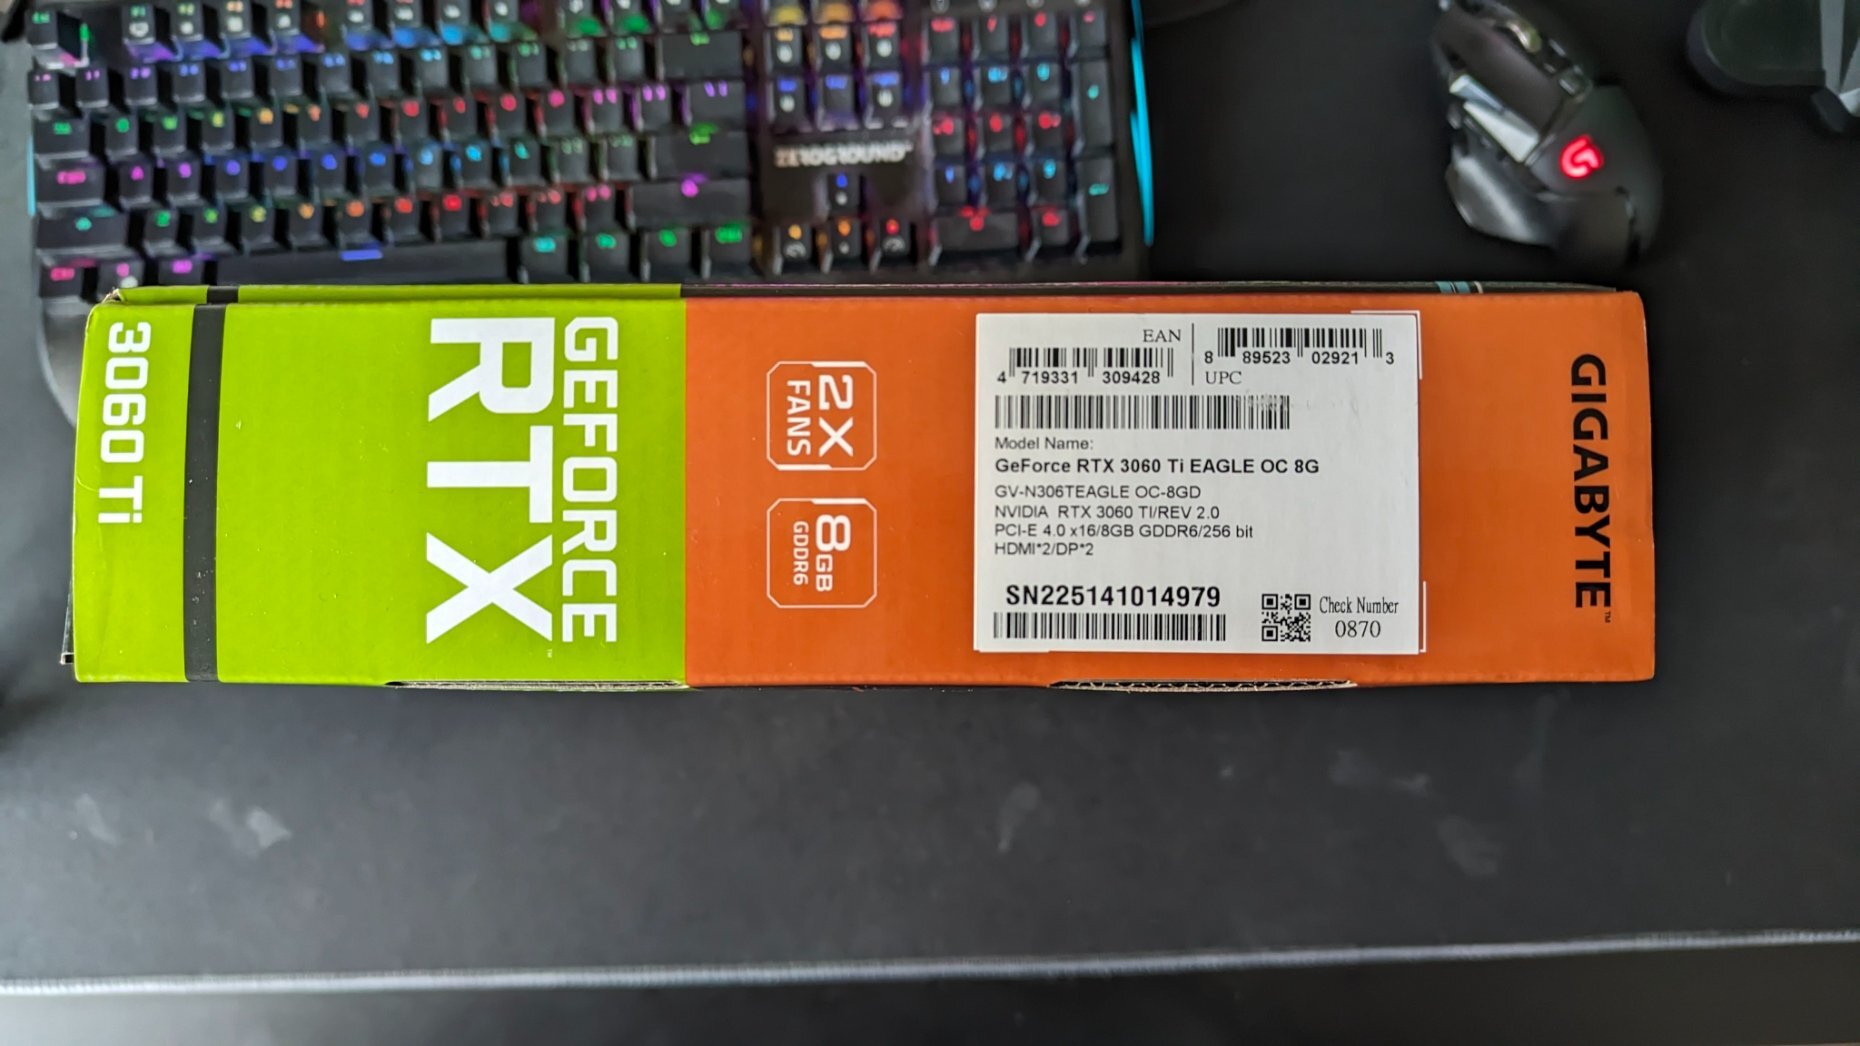 ZEROGROUND
3060 Ti
GEFORCE
RTX™
2X
FANS
8GB
GDDR6
EAN
4 719331 309428
8 89523 02921 3
UPC
Model Name:
GeForce RTX 3060 Ti EAGLE OC 8G
GV-N306TEAGLE OC-8GD
NVIDIA RTX 3060 TI/REV 2.0
PCI-E 4.0 x16/8GB GDDR6/256 bit
HDMI*2/DP*2
SN225141014979
Check Number
0870
GIGABYTE™